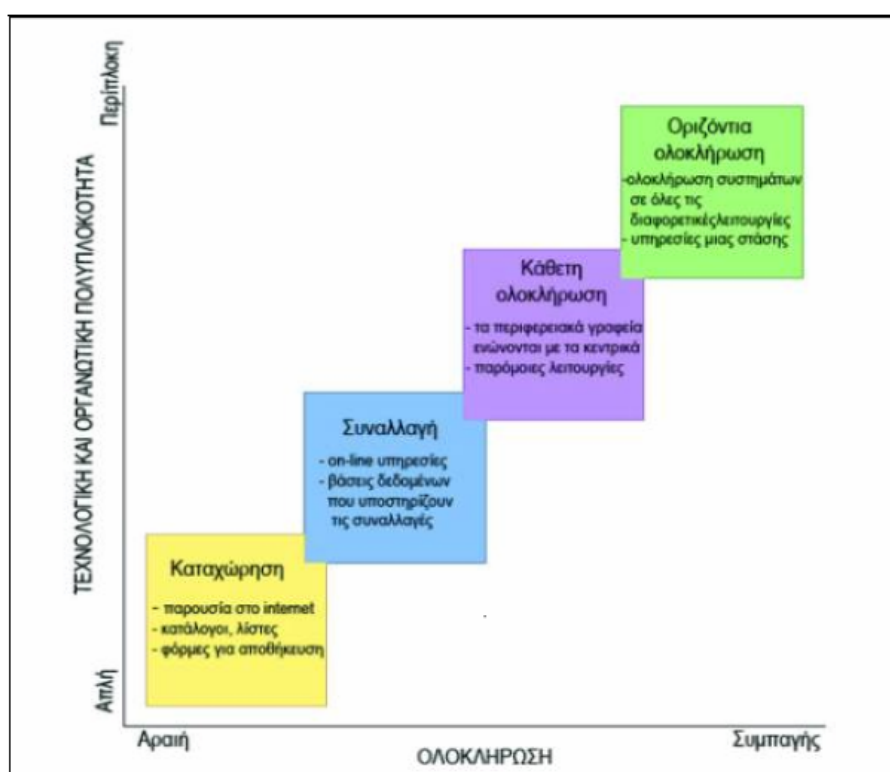 Περίπλοκη
ΤΕΧΝΟΛΟΓΙΚΗ ΚΑΙ ΟΡΓΑΝΩΤΙΚΗ ΠΟΛΥΠΛΟΚΟΤΗΤΑ
Απλή
Οριζόντια
ολοκλήρωση
-ολοκλήρωση συστημάτων
σε όλες τις
διαφορετικέςλειτουργίες
- υπηρεσίες μιας στάσης
Κάθετη
ολοκλήρωση
- τα περιφερειακά γραφεία
ενώνονται με τα κεντρικά
- παρόμοιες λειτουργίες
Συναλλαγή
- on-line υπηρεσίες
- βάσεις δεδομένων
που υποστηρίζουν
τις συναλλαγές
Καταχώρηση
- παρουσία στο internet
- κατάλογοι, λίστες
- φόρμες για αποθήκευση
Αραιή
ΟΛΟΚΛΗΡΩΣΗ
Συμπαγής